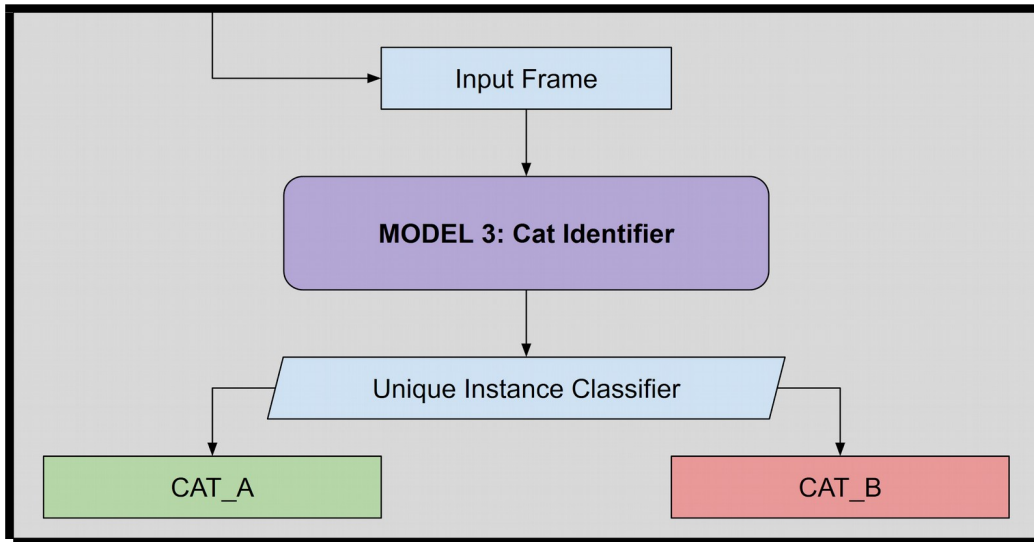 Input Frame
MODEL 3: Cat Identifier
Unique Instance Classifier
CAT_A
CAT_B